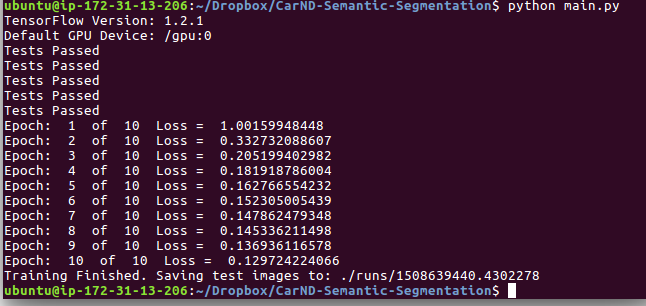 ubuntu@ip-172-31-13-206:~/Dropbox/CarND-Semantic-Segmentation$ python main.py
TensorFlow Version: 1.2.1
Default GPU Device: /gpu:0
Tests Passed
Tests Passed
Tests Passed
Tests Passed
Tests Passed
Epoch:  1  of  10  Loss =  1.00159948448
Epoch:  2  of  10  Loss =  0.332732088607
Epoch:  3  of  10  Loss =  0.205199402982
Epoch:  4  of  10  Loss =  0.181918786004
Epoch:  5  of  10  Loss =  0.162766554232
Epoch:  6  of  10  Loss =  0.152305005439
Epoch:  7  of  10  Loss =  0.147862479348
Epoch:  8  of  10  Loss =  0.145336211498
Epoch:  9  of  10  Loss =  0.136936116578
Epoch:  10  of  10  Loss =  0.129724224066
Training Finished. Saving test images to: ./runs/1508639440.4302278
ubuntu@ip-172-31-13-206:~/Dropbox/CarND-Semantic-Segmentation$